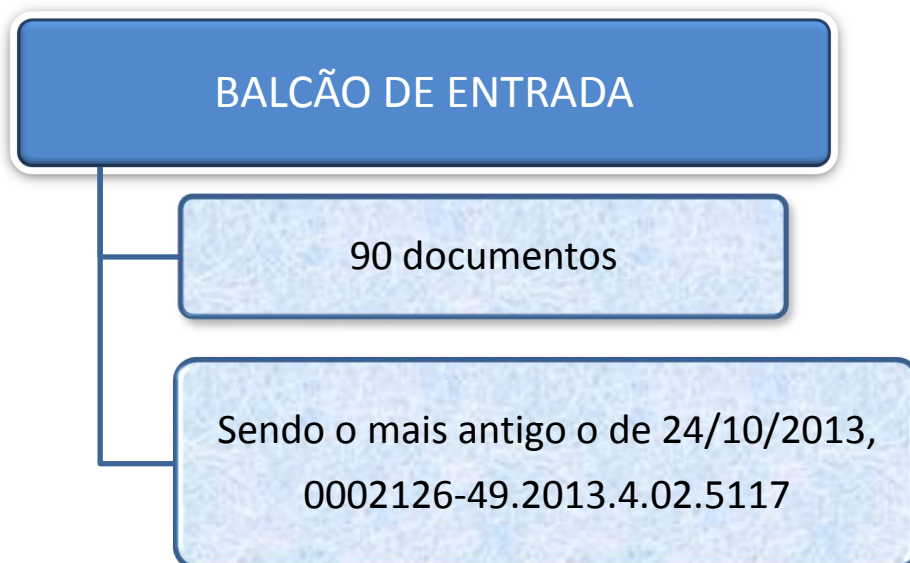 BALCÃO DE ENTRADA
90 documentos
Sendo o mais antigo o de 24/10/2013,
0002126-49.2013.4.02.5117